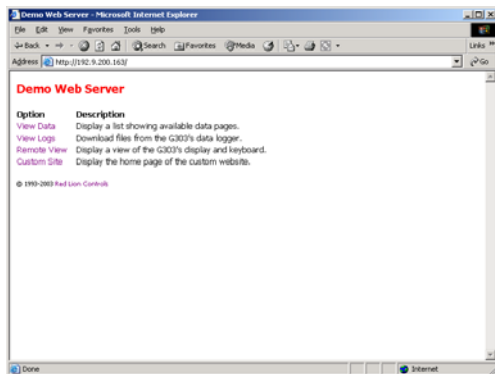 Demo Web Server - Microsoft Internet Explorer
File Edit View Favorites Tools Help
Back Search Favorites Media Links »
Address http://192.9.200.163/ Go
Demo Web Server
Option Description
View Data Display a list showing available data pages.
View Logs Download files from the G303's data logger.
Remote View Display a view of the G303's display and keyboard.
Custom Site Display the home page of the custom website.
© 1993-2003 Red Lion Controls
Done Internet